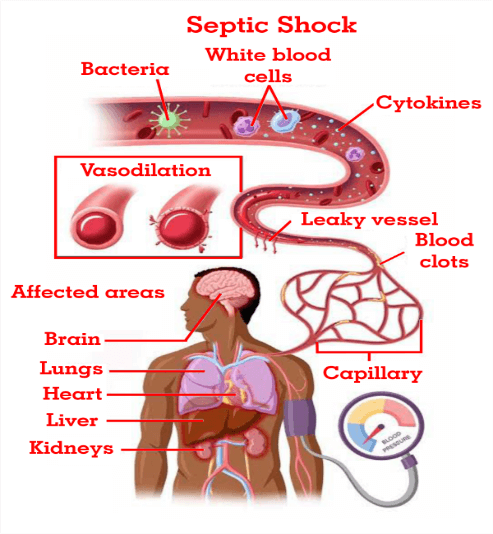 Septic Shock
White blood
cells
Bacteria
Cytokines
Vasodilation
Leaky vessel
Blood
clots
Affected areas
Brain
Lungs
Heart
Liver
Kidneys
Capillary
BLOOD
PRESSURE